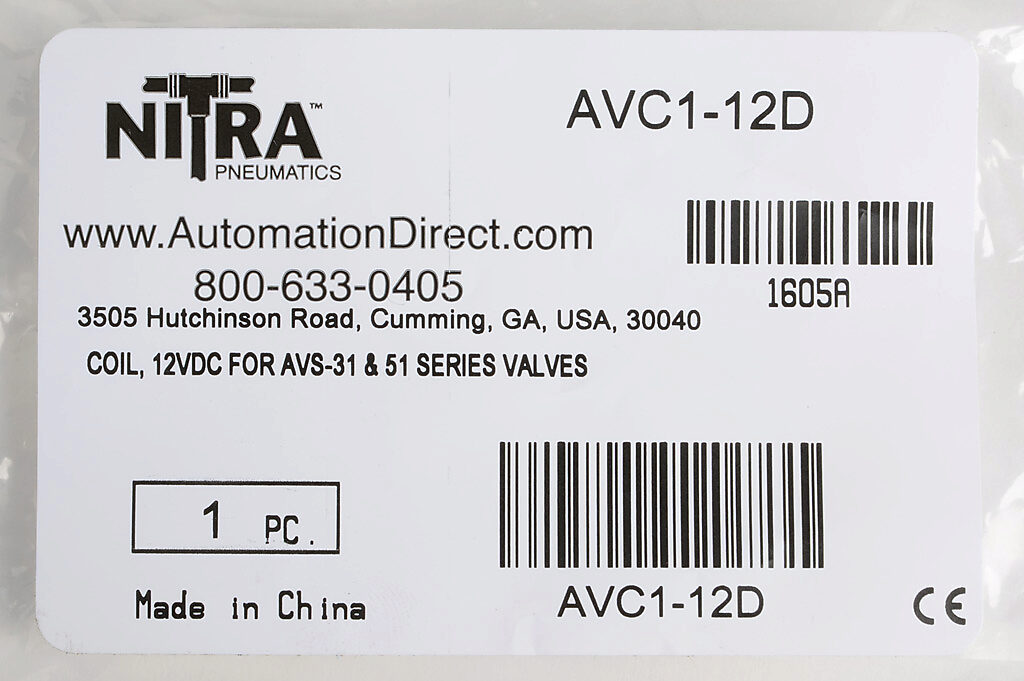 NITRA™
PNEUMATICS
AVC1-12D
www.AutomationDirect.com
800-633-0405
1605A
3505 Hutchinson Road, Cumming, GA, USA, 30040
COIL, 12VDC FOR AVS-31 & 51 SERIES VALVES
1 PC.
Made in China
AVC1-12D
CE